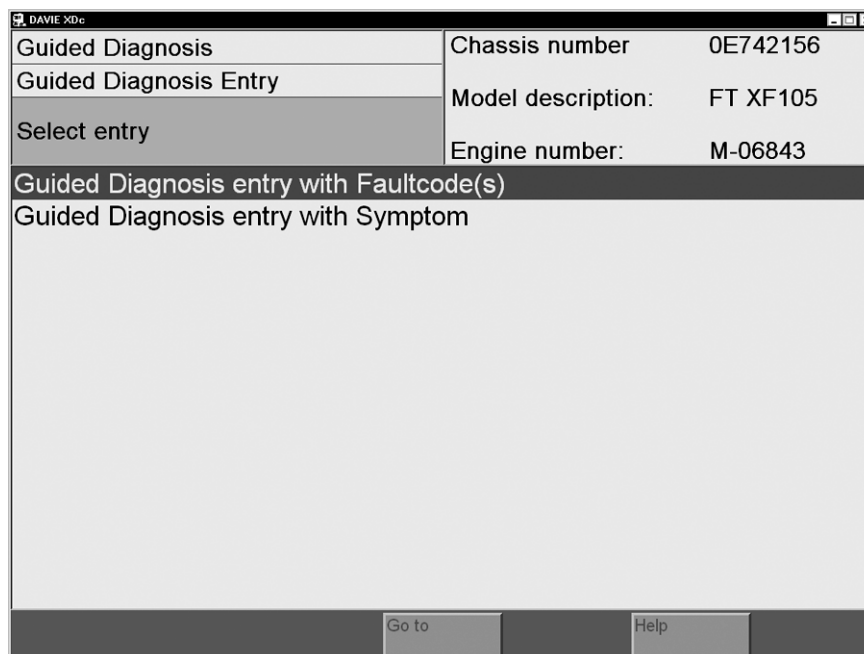 DAVIE XDc
Guided Diagnosis
Guided Diagnosis Entry
Select entry
Chassis number 0E742156
Model description: FT XF105
Engine number: M-06843
Guided Diagnosis entry with Faultcode(s)
Guided Diagnosis entry with Symptom
Go to
Help